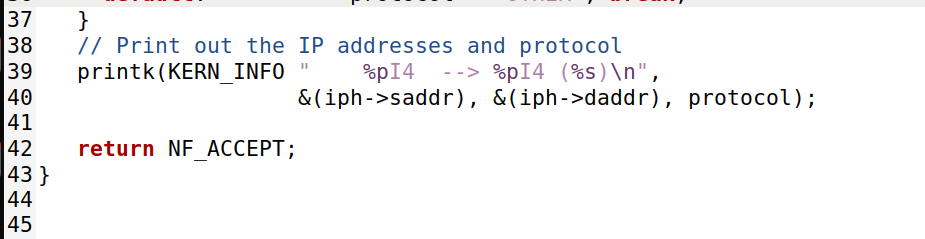 37 }
38 // Print out the IP addresses and protocol
39 printk(KERN_INFO "    %pI4  --> %pI4 (%s)\n",
40 &(iph->saddr), &(iph->daddr), protocol);
41
42 return NF_ACCEPT;
43 }
44
45